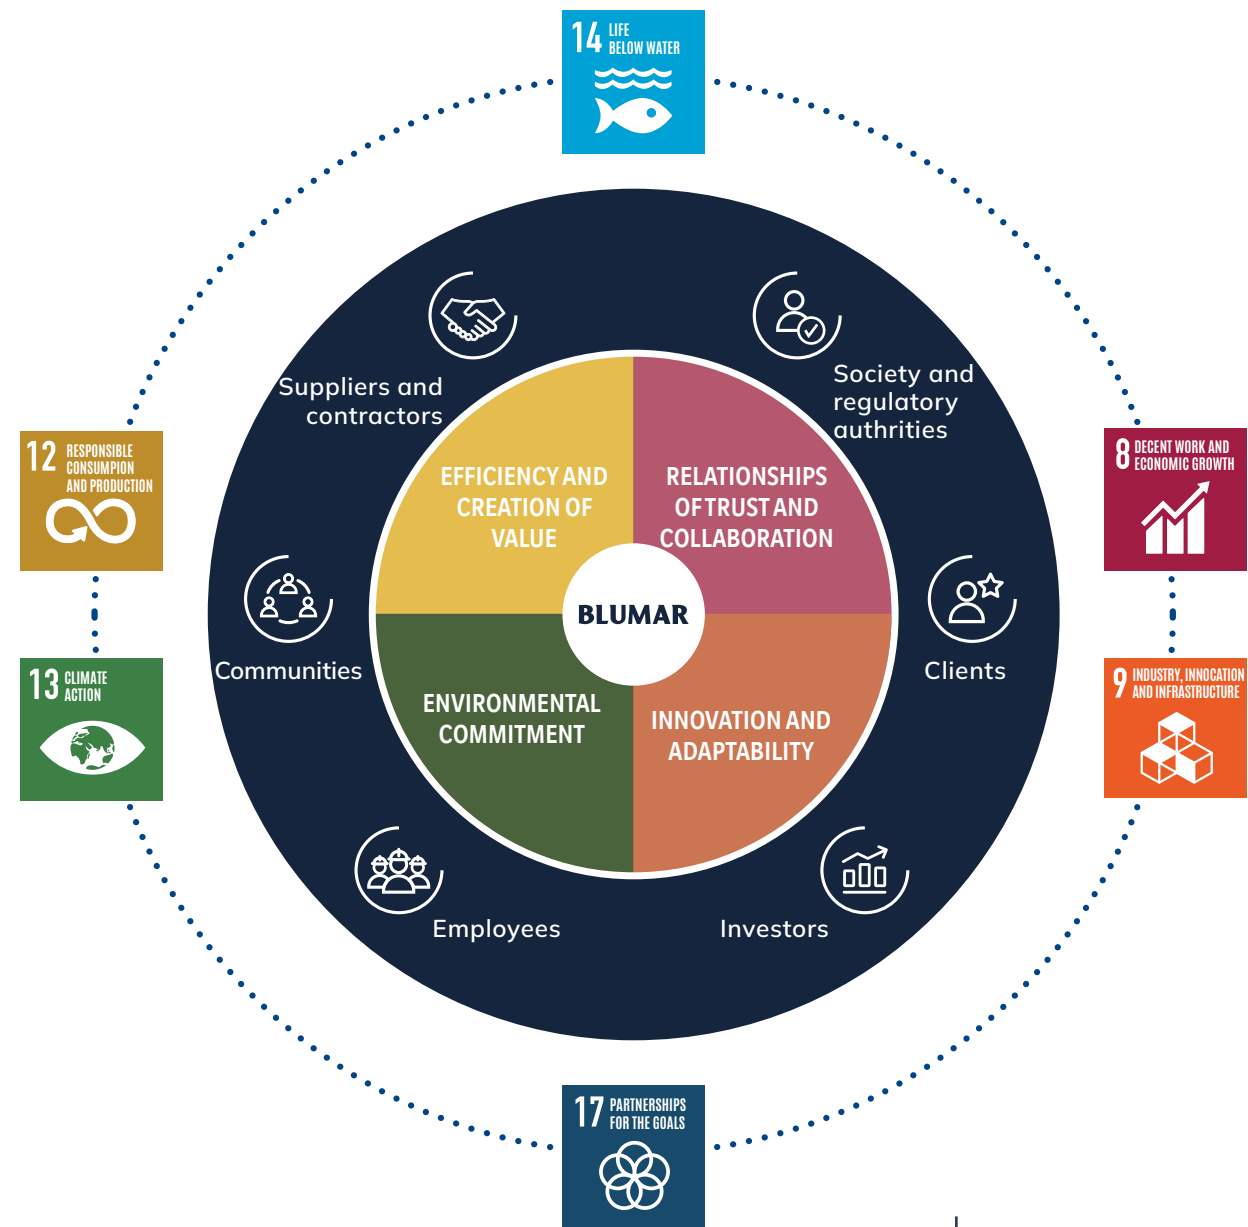 14 LIFE
BELOW WATER
Suppliers and
contractors
Society and
regulatory
authrities
12 RESPONSIBLE
CONSUMPION
AND PRODUCTION
8 DECENT WORK AND
ECONOMIC GROWTH
EFFICIENCY AND
CREATION OF
VALUE
RELATIONSHIPS
OF TRUST AND
COLLABORATION
BLUMAR
Communities
Clients
13 CLIMATE
ACTION
9 INDUSTRY, INNOCATION
AND INFRASTRUCTURE
ENVIRONMENTAL
COMMITMENT
INNOVATION AND
ADAPTABILITY
Employees
Investors
17 PARTNERSHIPS
FOR THE GOALS